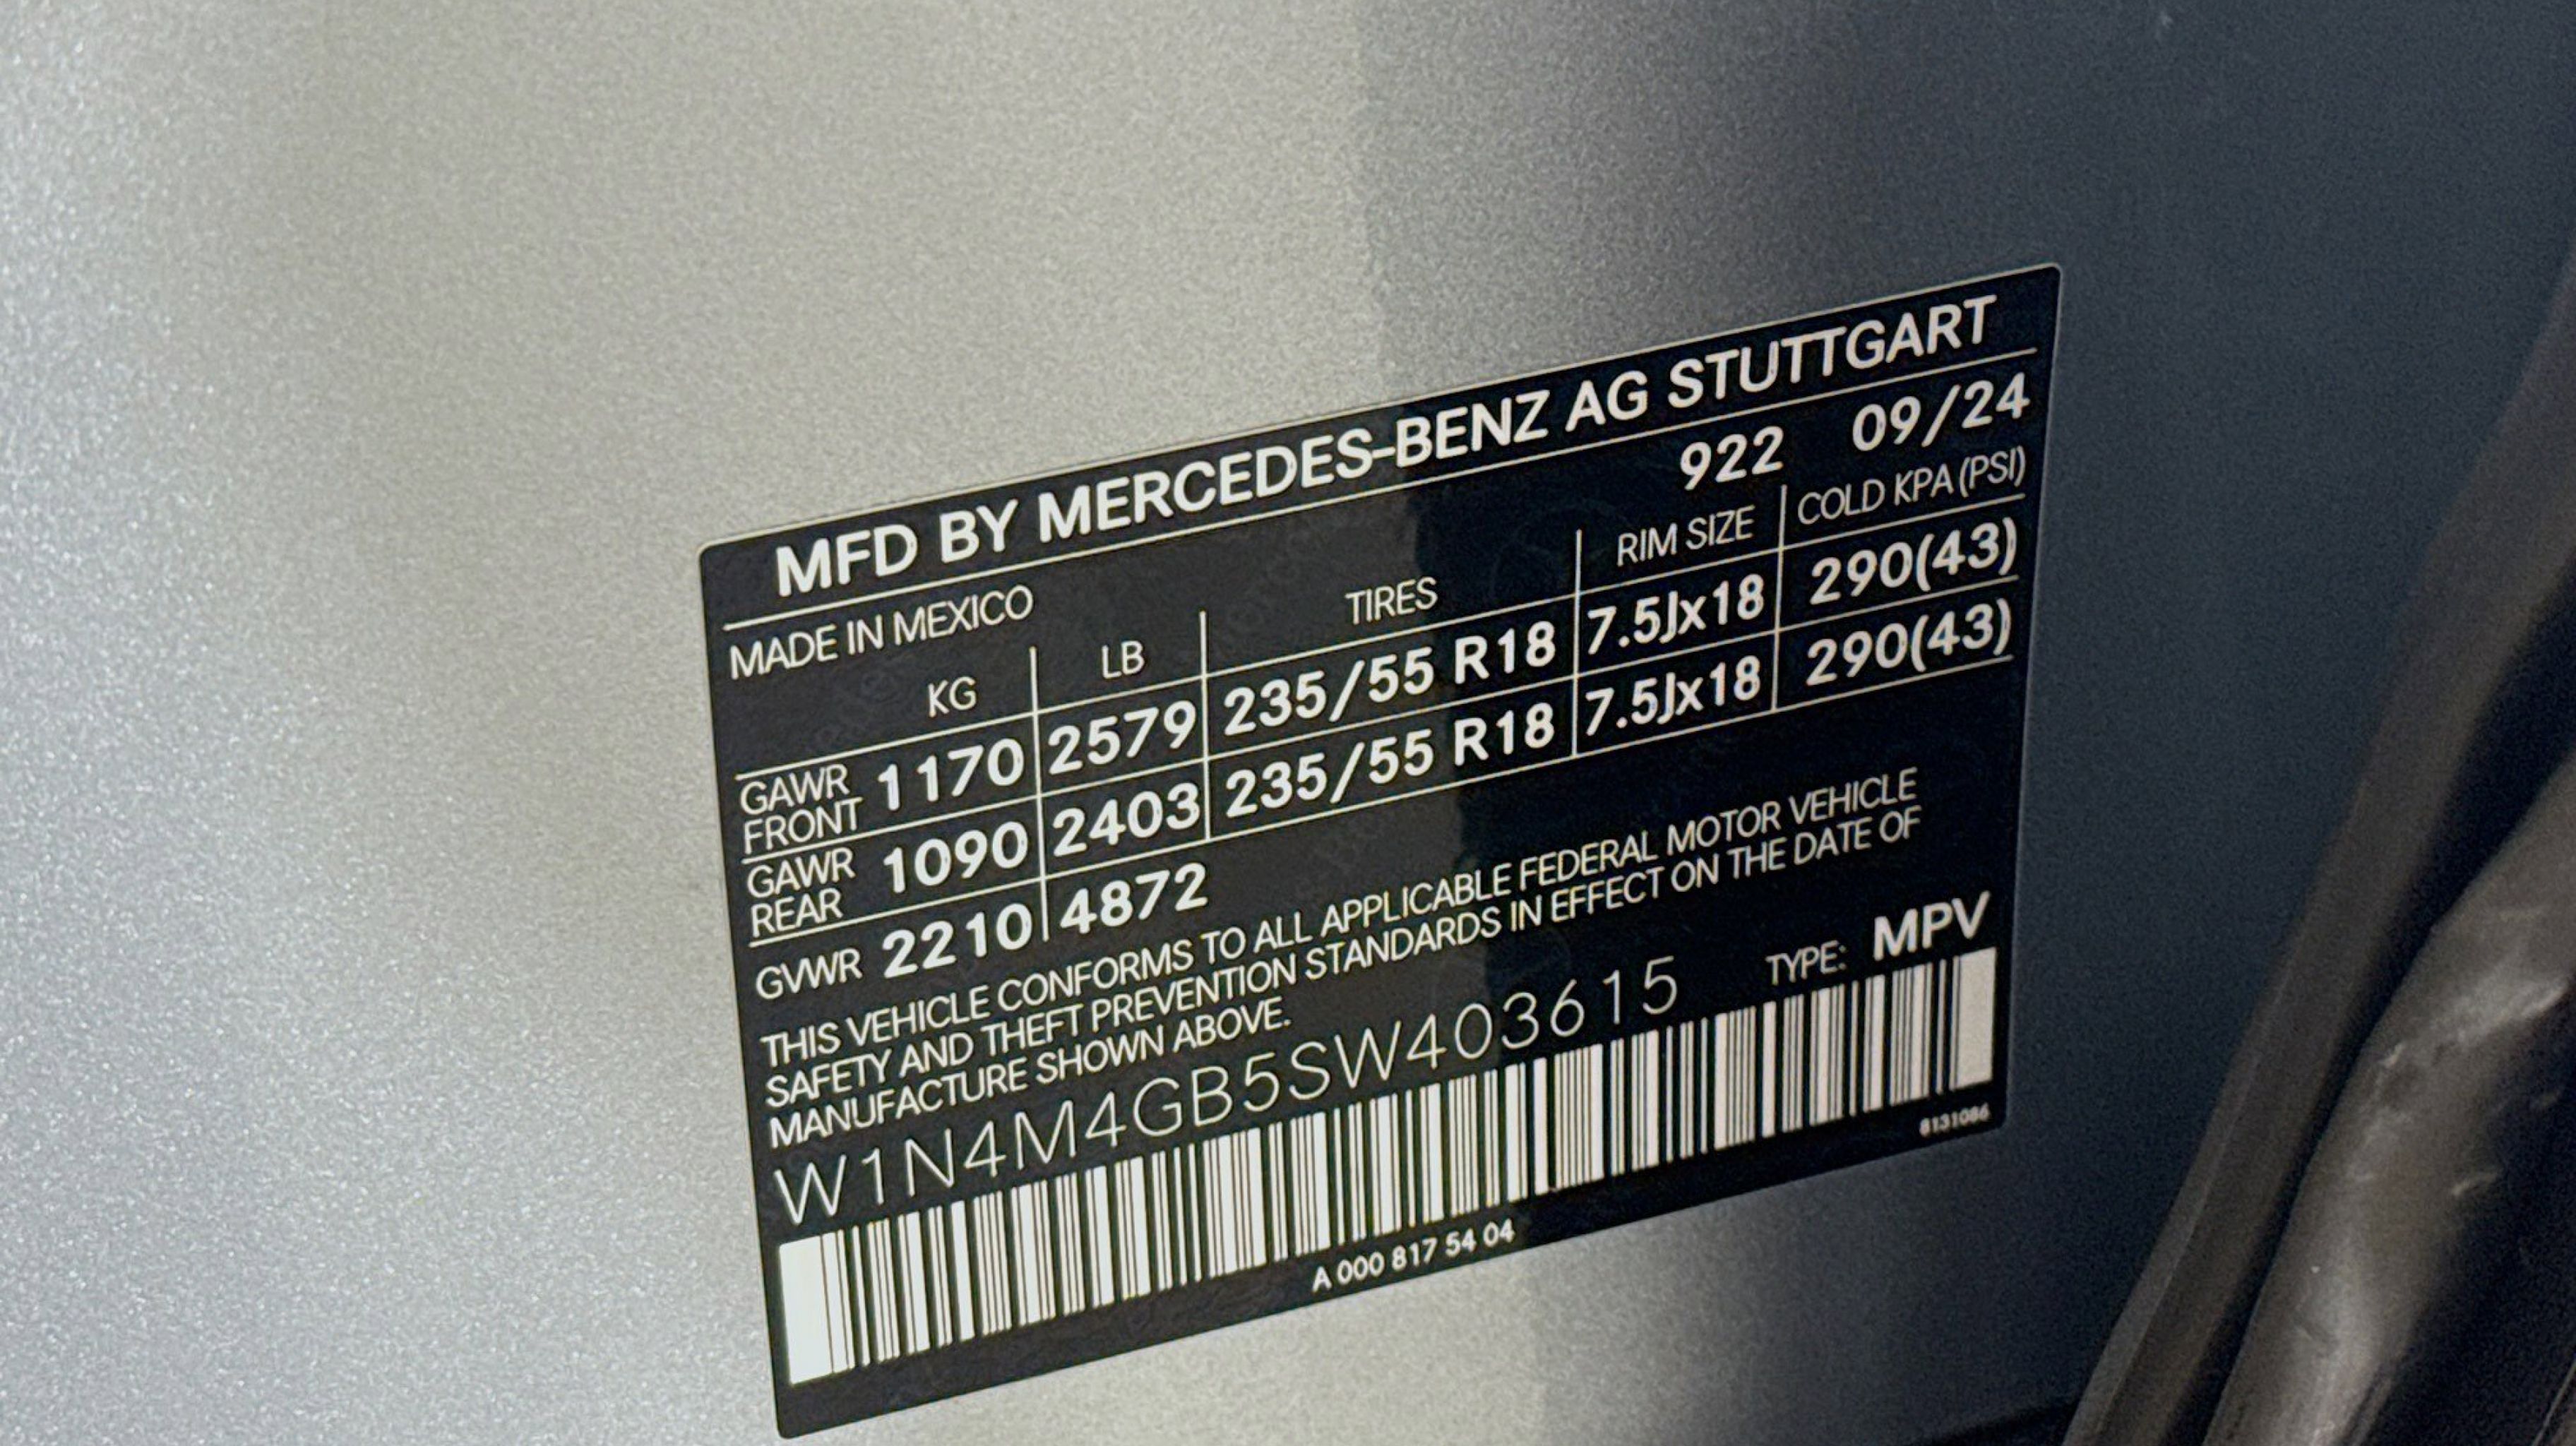 MFD BY MERCEDES-BENZ AG STUTTGART
MADE IN MEXICO 922 09/24
KG LB TIRES RIM SIZE COLD KPA (PSI)
GAWR FRONT 1170 2579 235/55 R18 7.5Jx18 290(43)
GAWR REAR 1090 2403 235/55 R18 7.5Jx18 290(43)
GVWR 2210 4872
THIS VEHICLE CONFORMS TO ALL APPLICABLE FEDERAL MOTOR VEHICLE
SAFETY AND THEFT PREVENTION STANDARDS IN EFFECT ON THE DATE OF
MANUFACTURE SHOWN ABOVE.
W1N4M4GB5SW403615 TYPE: MPV
8131086
A 000 817 54 04